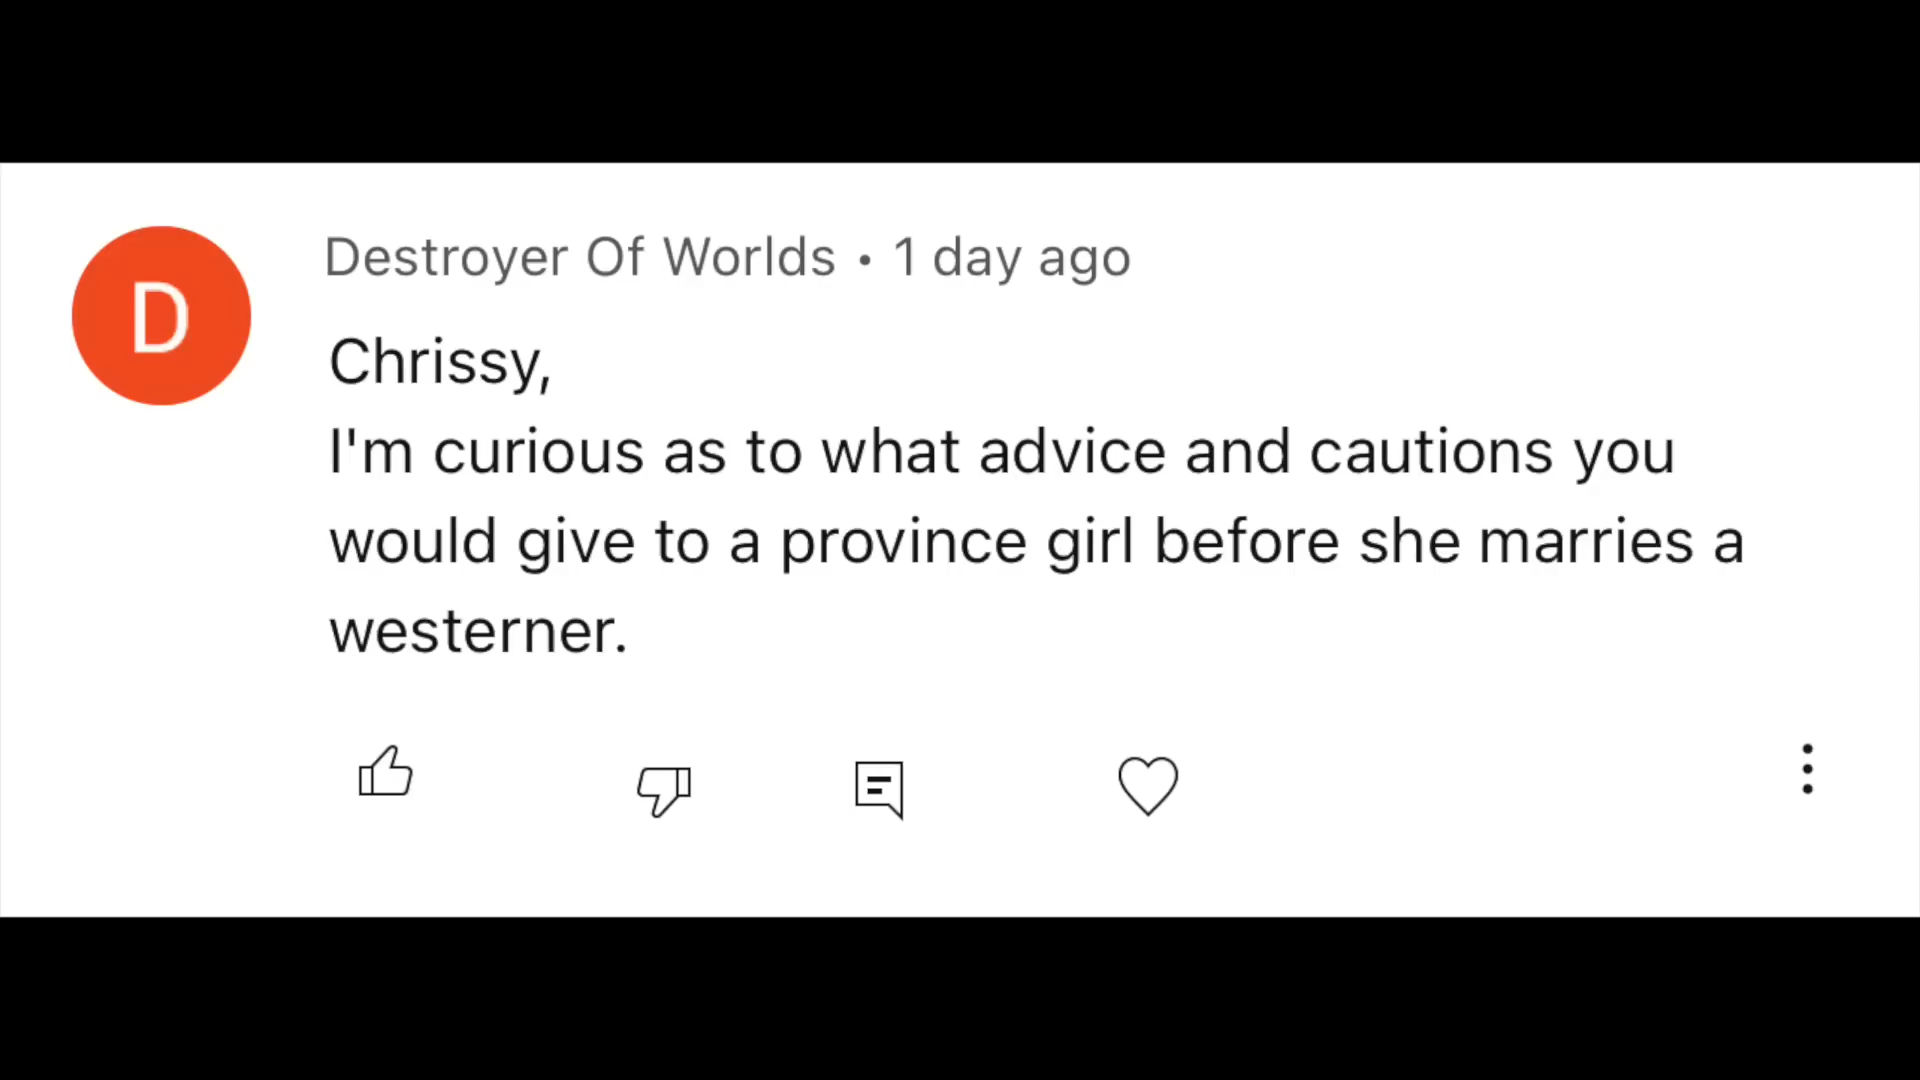 D
Destroyer Of Worlds • 1 day ago
Chrissy,
I'm curious as to what advice and cautions you
would give to a province girl before she marries a
westerner.